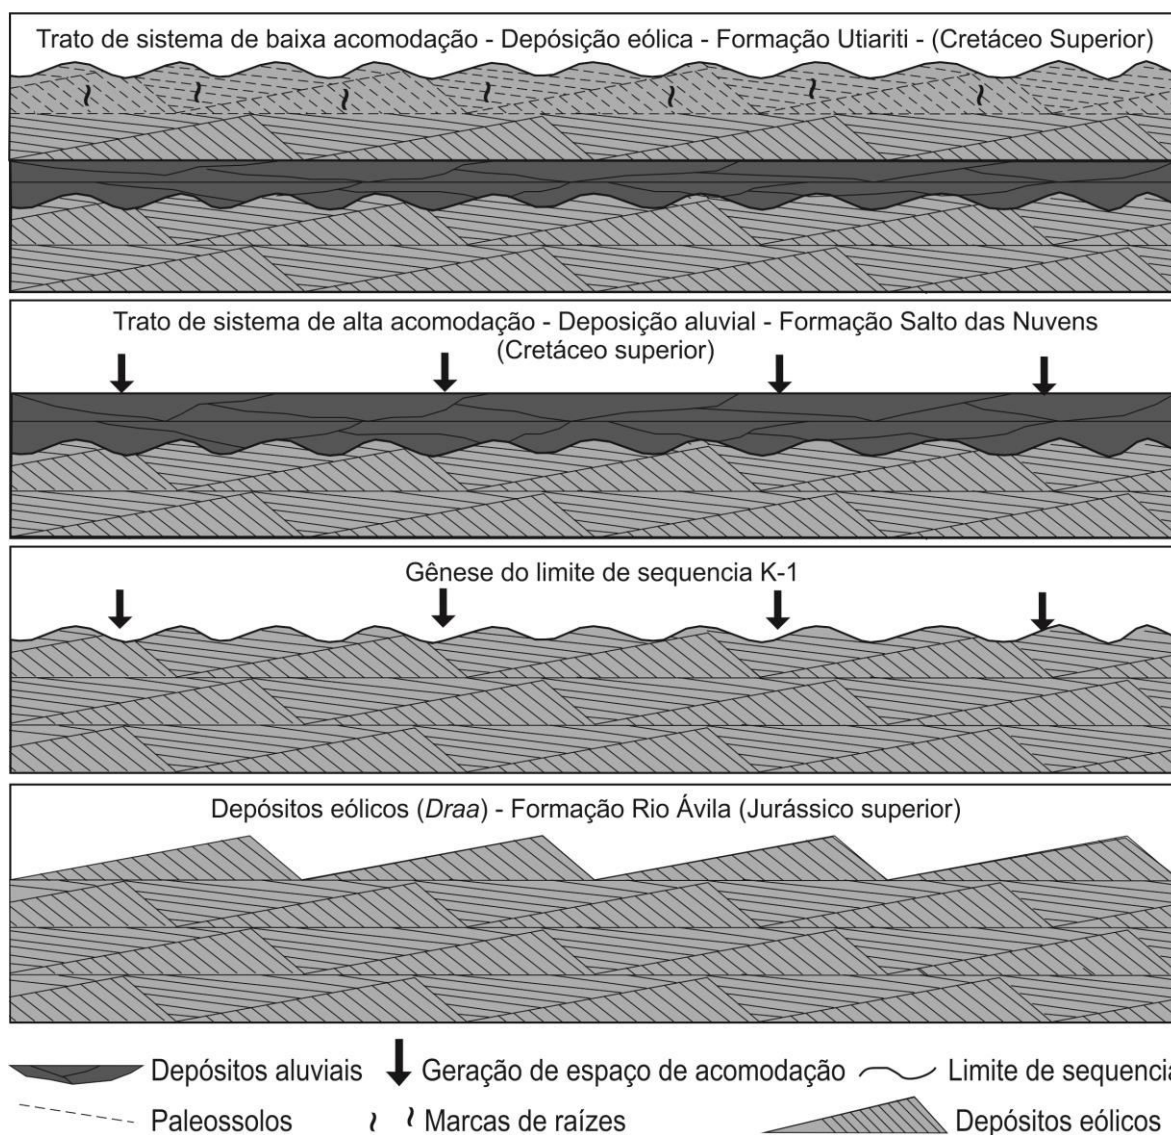 Trato de sistema de baixa acomodação - Depósição eólica - Formação Utiariti - (Cretáceo Superior)
Trato de sistema de alta acomodação - Deposição aluvial - Formação Salto das Nuvens
(Cretáceo superior)
Gênese do limite de sequencia K-1
Depósitos eólicos (Draa) - Formação Rio Ávila (Jurássico superior)
Depósitos aluviais Geração de espaço de acomodação Limite de sequencia
Paleossolos Marcas de raízes Depósitos eólicos